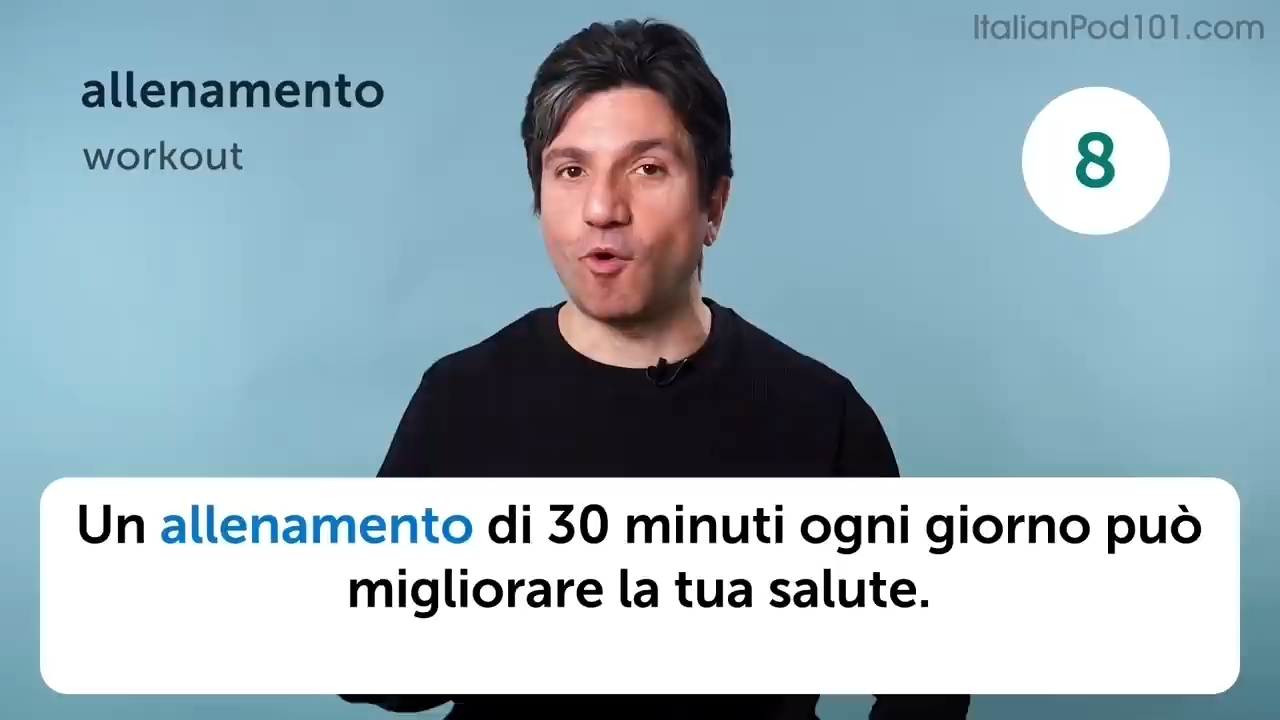 ItalianPod101.com
allenamento
workout
8
Un allenamento di 30 minuti ogni giorno può
migliorare la tua salute.